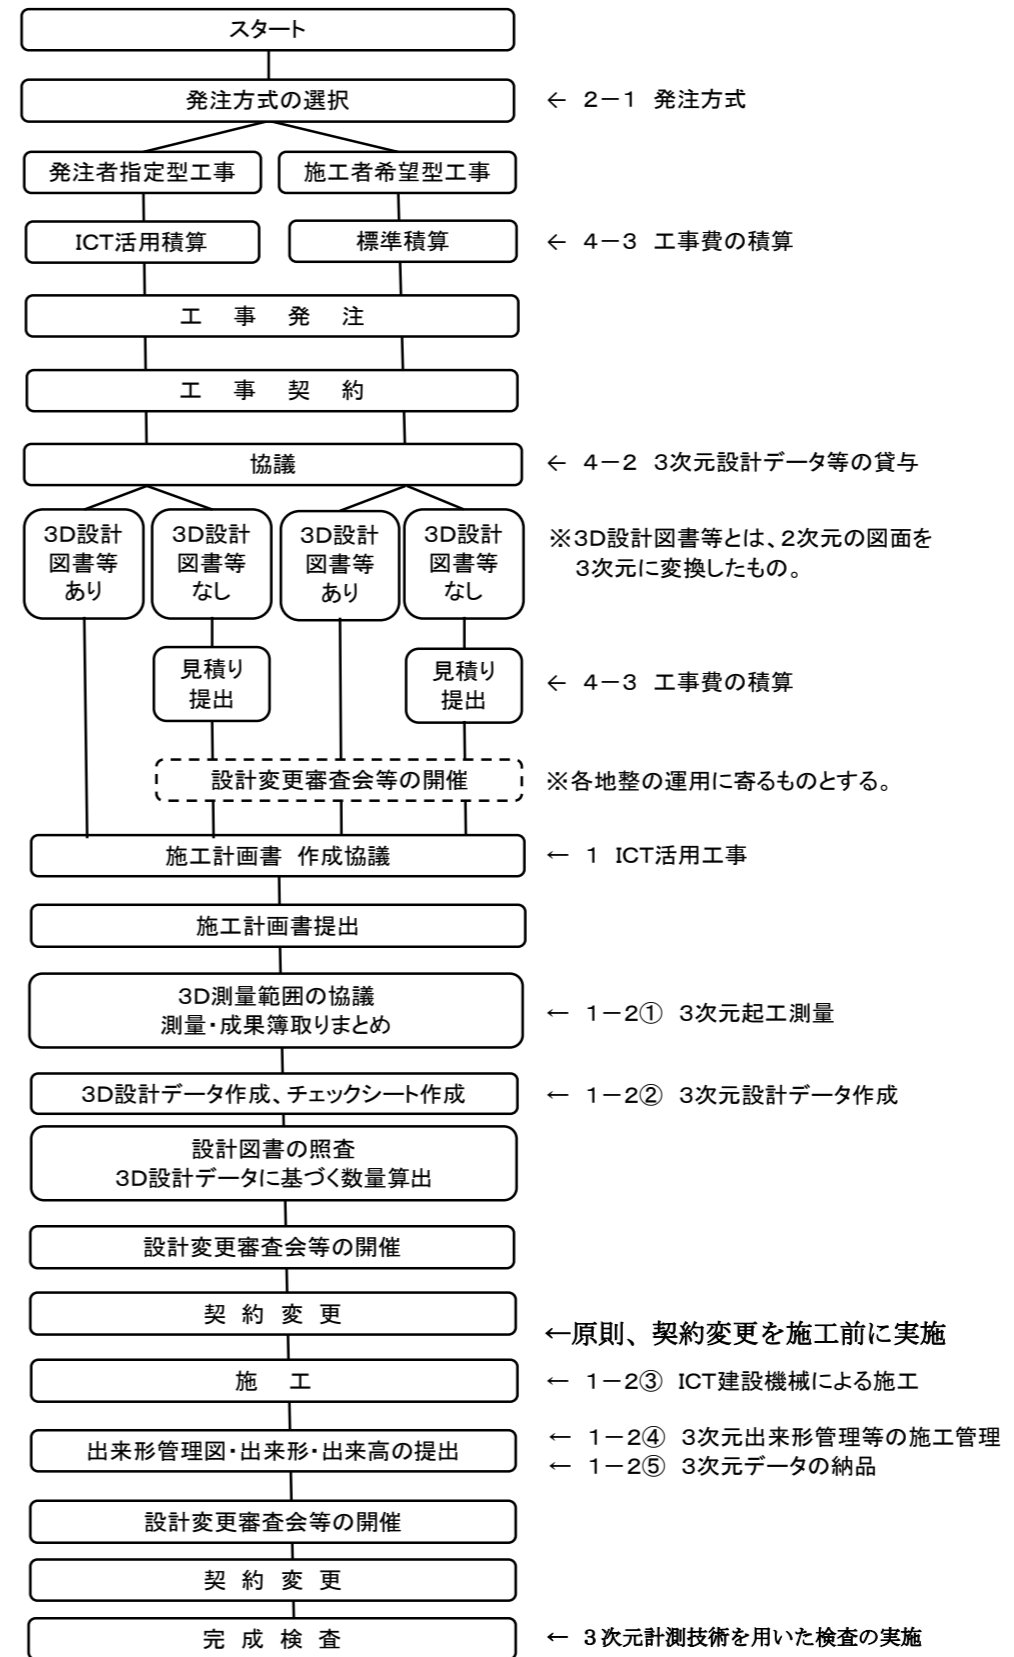 スタート
発注方式の選択
← 2－1 発注方式
発注者指定型工事
施工者希望型工事
ICT活用積算
標準積算
← 4－3 工事費の積算
工 事 発 注
工 事 契 約
協議
← 4－2 3次元設計データ等の貸与
3D設計
図書等
あり
3D設計
図書等
なし
3D設計
図書等
あり
3D設計
図書等
なし
※3D設計図書等とは、2次元の図面を
3次元に変換したもの。
見積り
提出
見積り
提出
← 4－3 工事費の積算
設計変更審査会等の開催
※各地整の運用に寄るものとする。
施工計画書 作成協議
← 1 ICT活用工事
施工計画書提出
3D測量範囲の協議
測量・成果簿取りまとめ
← 1－2① 3次元起工測量
3D設計データ作成、チェックシート作成
← 1－2② 3次元設計データ作成
設計図書の照査
3D設計データに基づく数量算出
設計変更審査会等の開催
契 約 変 更
←原則、契約変更を施工前に実施
施 工
← 1－2③ ICT建設機械による施工
出来形管理図・出来形・出来高の提出
← 1－2④ 3次元出来形管理等の施工管理
← 1－2⑤ 3次元データの納品
設計変更審査会等の開催
契 約 変 更
完 成 検 査
← 3次元計測技術を用いた検査の実施